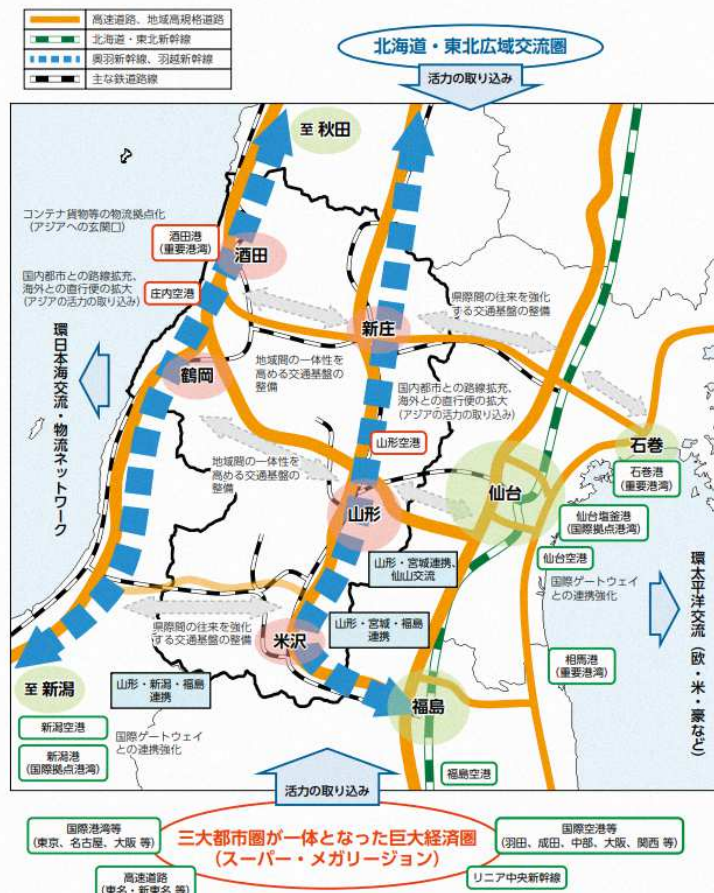 高速道路、地域高規格道路
北海道・東北新幹線
奥羽新幹線、羽越新幹線
主な鉄道路線
北海道・東北広域交流圏
活力の取り込み
至 秋田
コンテナ貨物等の物流拠点化
(アジアへの玄関口)
酒田港
(重要港湾)
酒田
国内都市との路線拡充、
海外との直行便の拡大
(アジアの活力の取り込み)
庄内空港
新庄
県際間の往来を強化
する交通基盤の整備
鶴岡
地域間の一体性を
高める交通基盤の
整備
国内都市との路線拡充、
海外との直行便の拡大
(アジアの活力の取り込み)
環日本海交流・物流ネットワーク
山形空港
石巻
石巻港
(重要港湾)
地域間の一体性を
高める交通基盤の
整備
仙台
山形
仙台塩釜港
(国際拠点港湾)
仙台空港
山形・宮城連携、
仙山交流
国際ゲートウェイ
との連携強化
環太平洋交流(欧・米・豪など)
県際間の往来を強化
する交通基盤の整備
米沢
山形・宮城・福島
連携
相馬港
(重要港湾)
至 新潟
山形・新潟・福島
連携
福島
新潟空港
新潟港
(国際拠点港湾)
国際ゲートウェイ
との連携強化
福島空港
活力の取り込み
国際港湾等
(東京、名古屋、大阪 等)
三大都市圏が一体となった巨大経済圏
(スーパー・メガリージョン)
国際空港等
(羽田、成田、中部、大阪、関西 等)
高速道路
(東名・新東名 等)
リニア中央新幹線